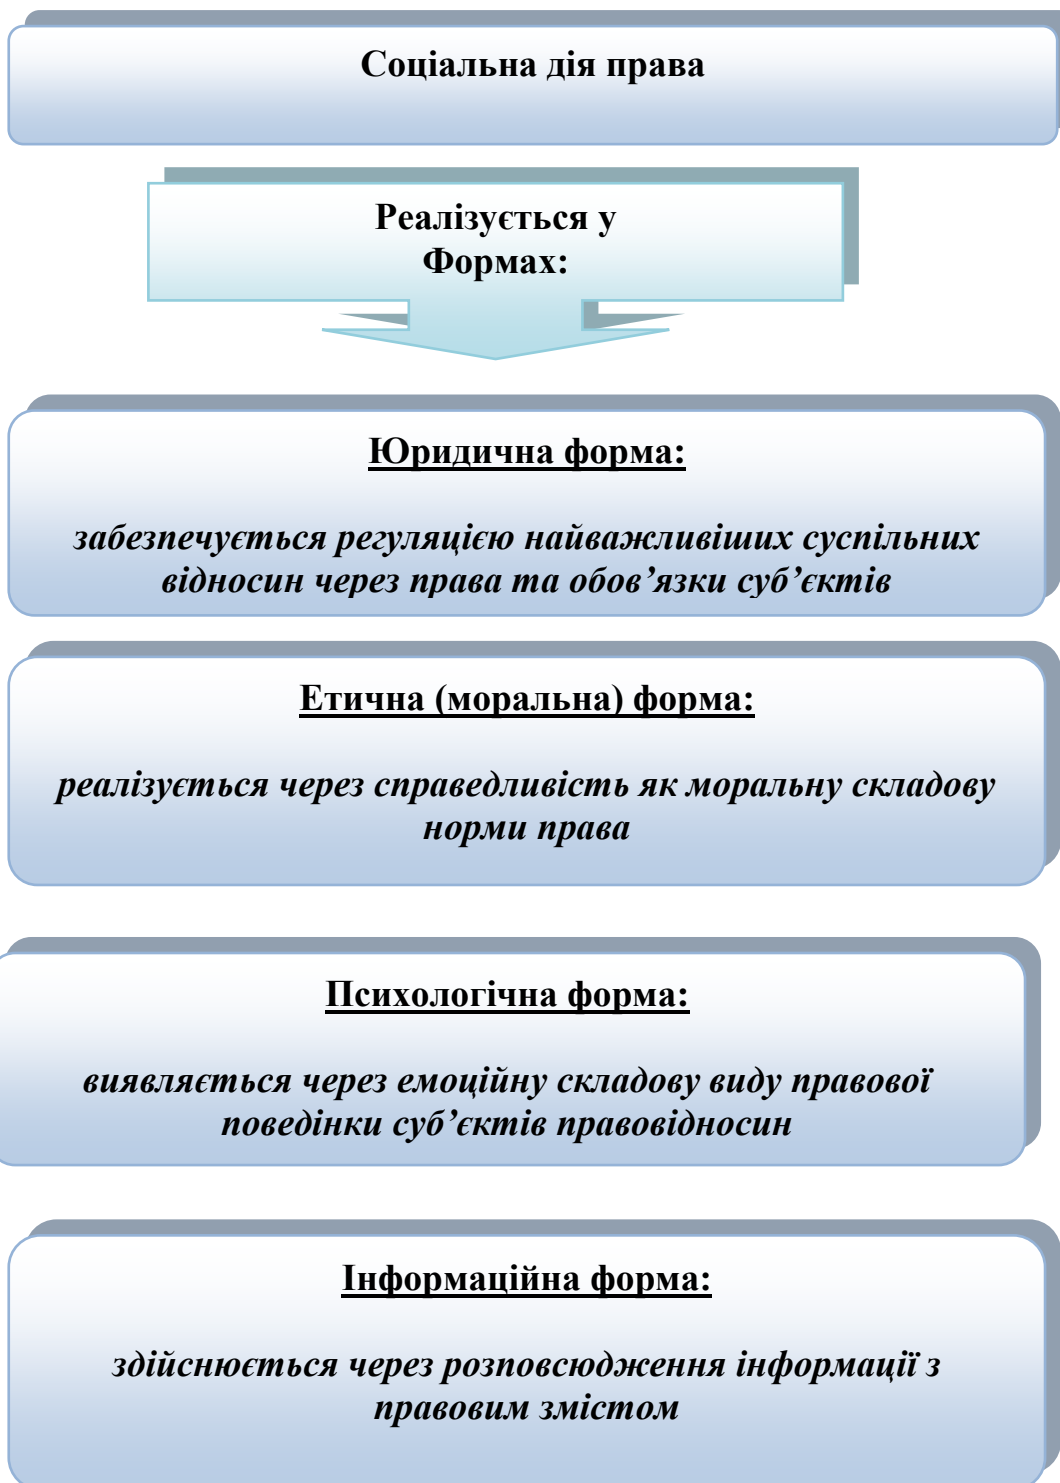 Соціальна дія права
Реалізується у
Формах:
Юридична форма:
забезпечується регуляцією найважливіших суспільних
відносин через права та обов’язки суб’єктів
Етична (моральна) форма:
реалізується через справедливість як моральну складову
норми права
Психологічна форма:
виявляється через емоційну складову виду правової
поведінки суб’єктів правовідносин
Інформаційна форма:
здійснюється через розповсюдження інформації з
правовим змістом